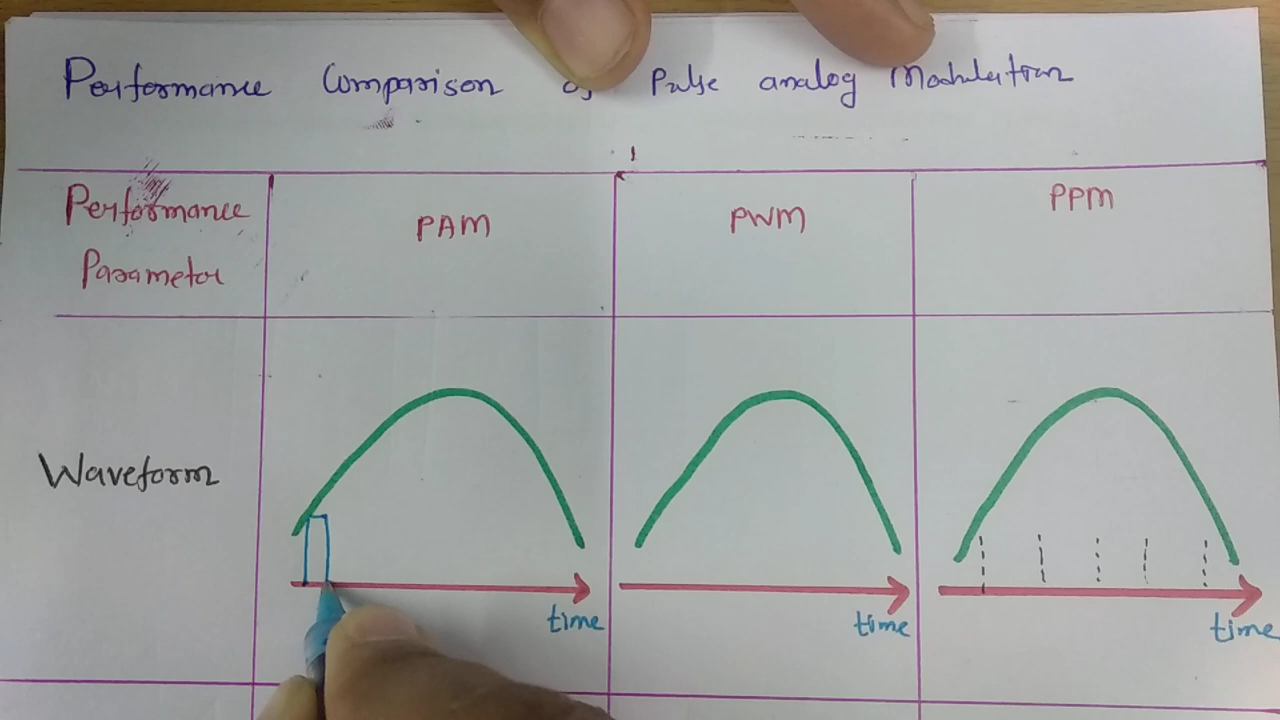 Performance Comparison of Pulse analog Modulation
Performance
Parameter
PAM
PWM
PPM
Waveform
time
time
time